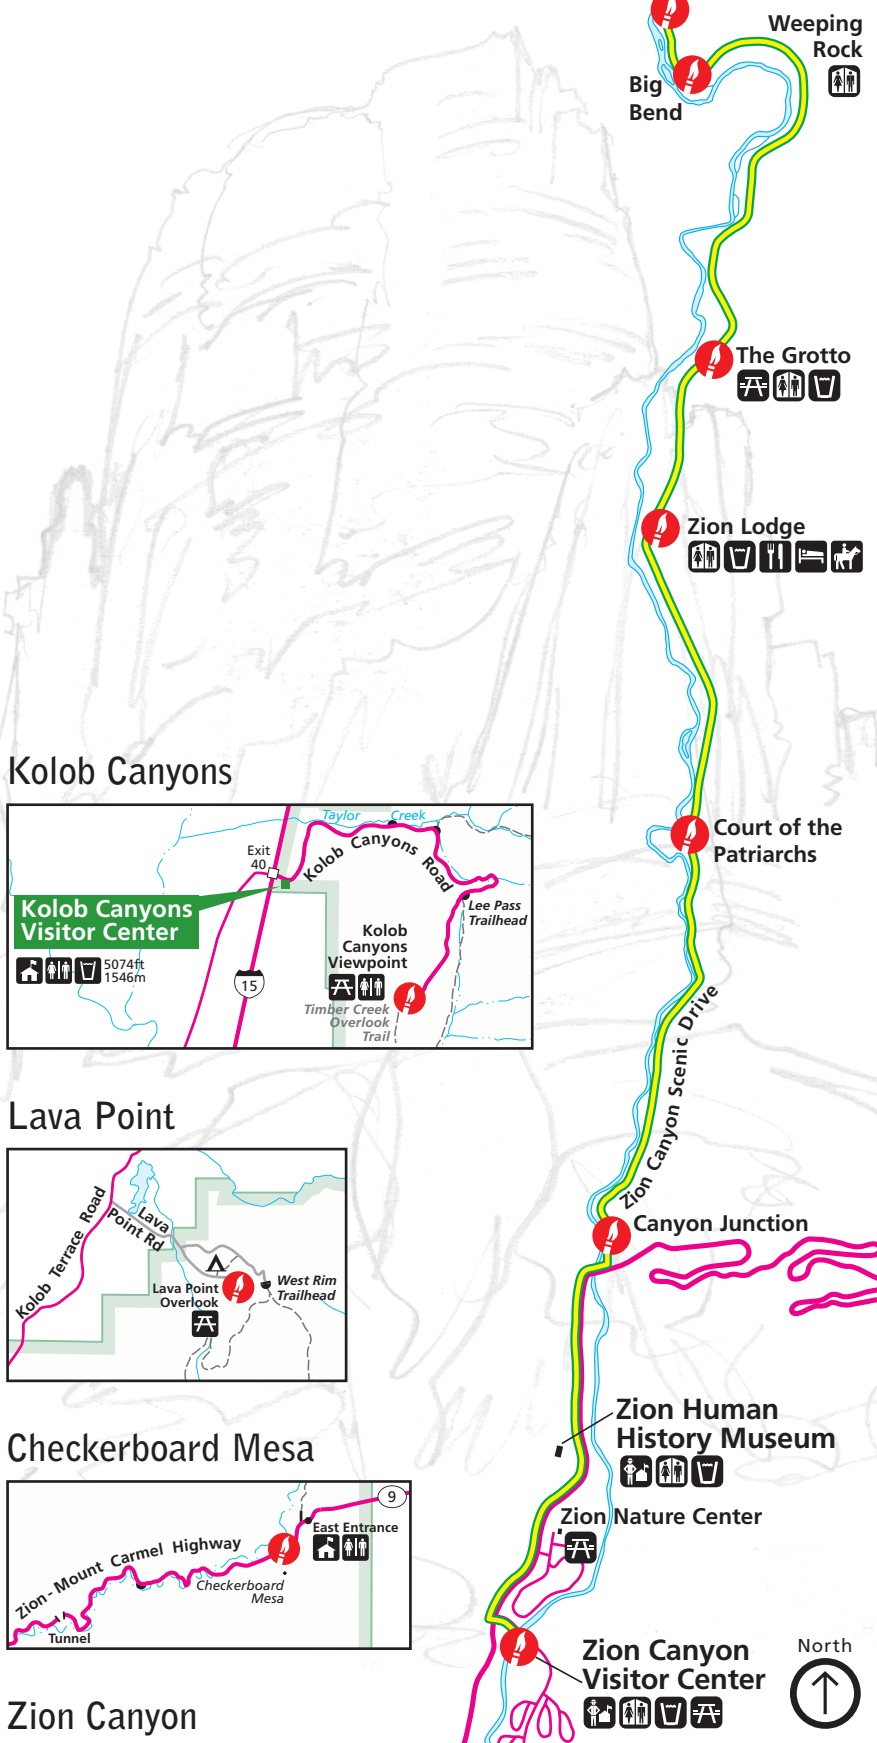 Weeping
Rock
Big
Bend
The Grotto
Zion Lodge
Court of the
Patriarchs
Zion Canyon Scenic Drive
Canyon Junction
Zion Human
History Museum
Zion Nature Center
Zion Canyon
Visitor Center
North
Kolob Canyons
Taylor Creek
Exit
40
Kolob Canyons Road
Kolob Canyons
Visitor Center
5074ft
1546m
Lee Pass
Trailhead
Kolob
Canyons
Viewpoint
15
Timber Creek
Overlook
Trail
Lava Point
Kolob Terrace Road
Lava
Point Rd
Lava Point
Overlook
West Rim
Trailhead
Checkerboard Mesa
9
East Entrance
Zion-Mount Carmel Highway
Checkerboard
Mesa
Tunnel
Zion Canyon